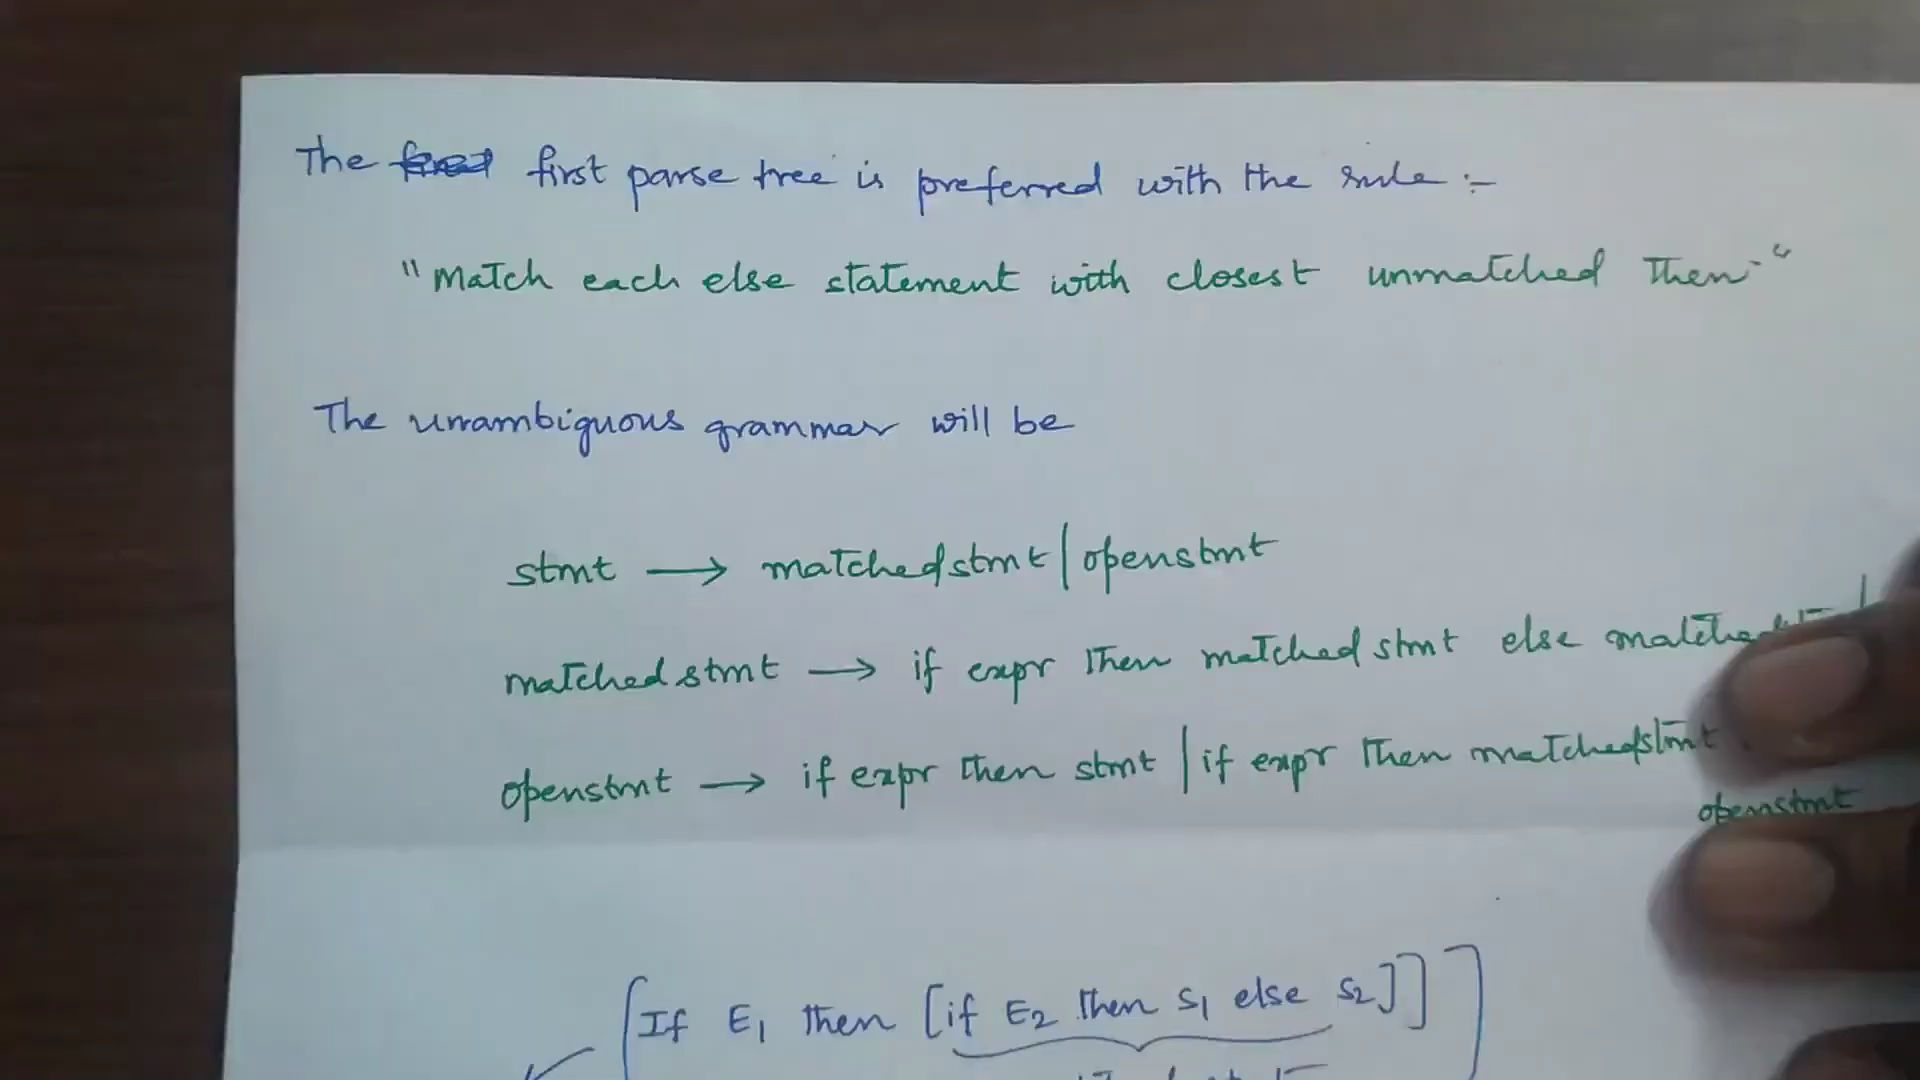 The first parse tree is preferred with the rule :-
"Match each else statement with closest unmatched then."
The unambiguous grammar will be
stmt → matchedstmt | openstmt
matchedstmt → if expr then matchedstmt else |
openstmt → if expr then stmt | if expr then matchedstmt
openstmt
[If E1 then [if E2 then S1 else S2]]]